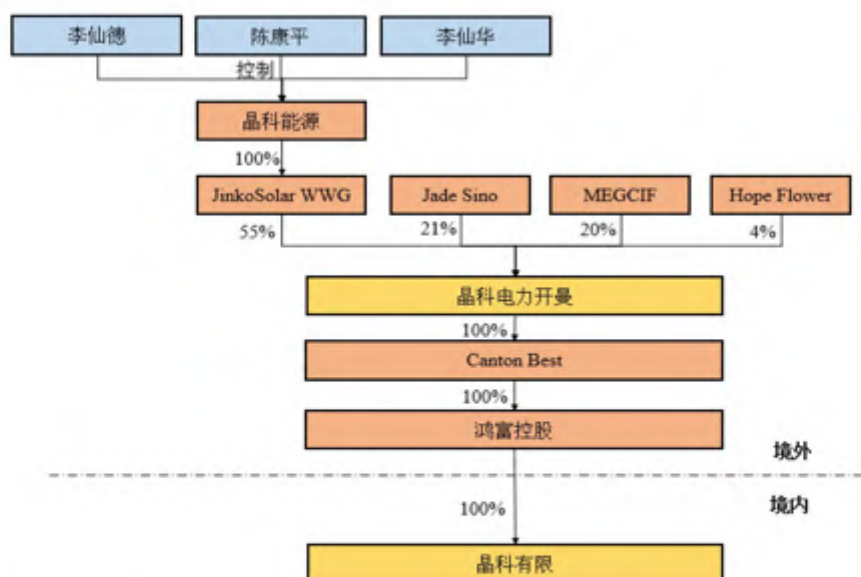 李仙德 陈康平 李仙华
控制
晶科能源
100%
JinkoSolar WWG Jade Sino MEGCIF Hope Flower
55% 21% 20% 4%
晶科电力开曼
100%
Canton Best
100%
鸿富控股
境外
境内
100%
晶科有限